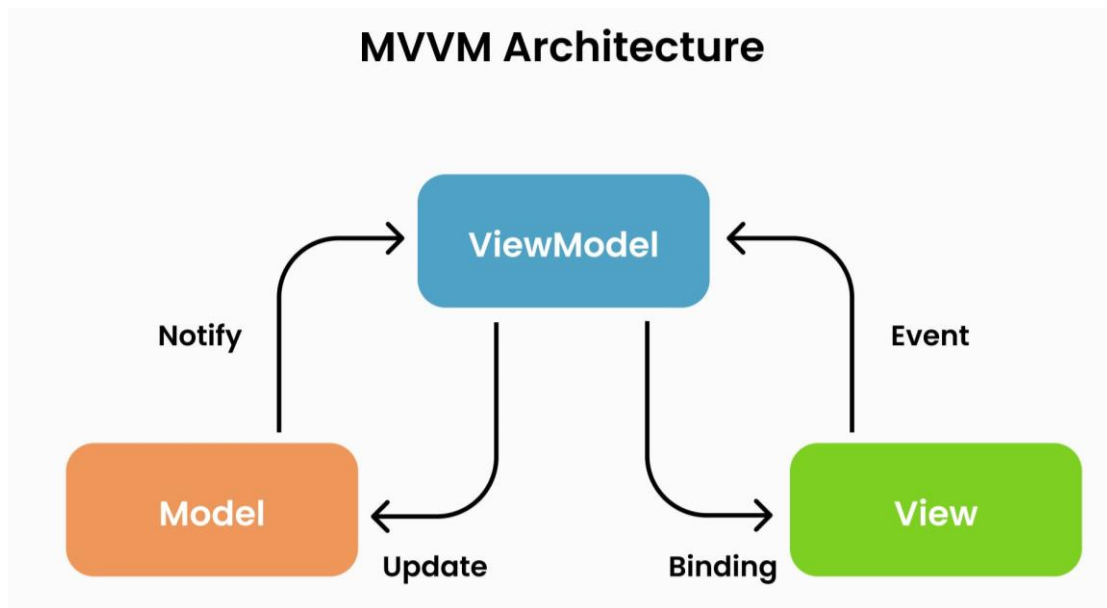 MVVM Architecture
ViewModel
Notify
Event
Model
View
Update
Binding